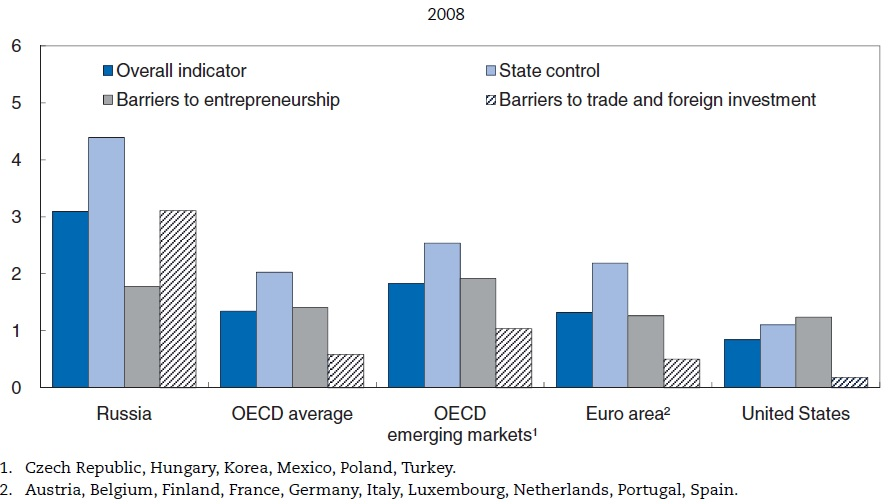 2008
6
Overall indicator
State control
5
Barriers to entrepreneurship
Barriers to trade and foreign investment
4
3
2
1
0
Russia
OECD average
OECD
emerging markets¹
Euro area²
United States
1. Czech Republic, Hungary, Korea, Mexico, Poland, Turkey.
2. Austria, Belgium, Finland, France, Germany, Italy, Luxembourg, Netherlands, Portugal, Spain.